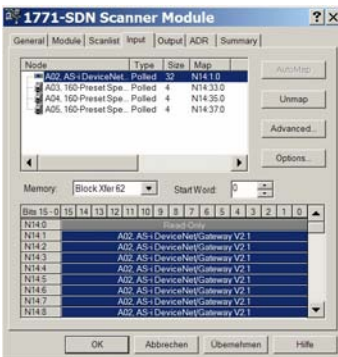 1771-SDN Scanner Module
General Module Scanlist Input Output ADR Summary
Node Type Size Map
A02, AS-i DeviceNet... Polled 32 N14:1.0
A03, 160-Preset Spe... Polled 4 N14:33.0
A04, 160-Preset Spe... Polled 4 N14:35.0
A05, 160-Preset Spe... Polled 4 N14:37.0
AutoMap
Unmap
Advanced...
Options...
Memory: Block Xfer 62 Start Word: 0
Bits 15 - 0 15 14 13 12 11 10 9 8 7 6 5 4 3 2 1 0
N14:0 Read Only
N14:1 A02, AS-i DeviceNet/Gateway V2.1
N14:2 A02, AS-i DeviceNet/Gateway V2.1
N14:3 A02, AS-i DeviceNet/Gateway V2.1
N14:4 A02, AS-i DeviceNet/Gateway V2.1
N14:5 A02, AS-i DeviceNet/Gateway V2.1
N14:6 A02, AS-i DeviceNet/Gateway V2.1
N14:7 A02, AS-i DeviceNet/Gateway V2.1
N14:8 A02, AS-i DeviceNet/Gateway V2.1
OK Abbrechen Übernehmen Hilfe